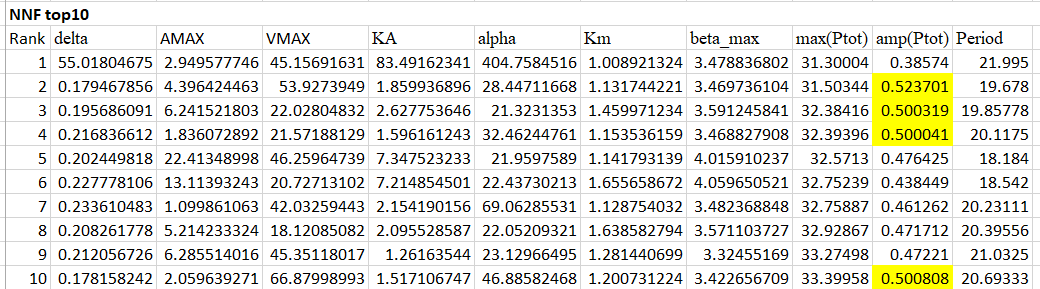 NNF top10
Rank delta AMAX VMAX KA alpha Km beta_max max(Ptot) amp(Ptot) Period
1 55.01804675 2.949577746 45.15691631 83.49162341 404.7584516 1.008921324 3.478836802 31.30004 0.38574 21.995
2 0.179467856 4.396424463 53.9273949 1.859936896 28.44711668 1.131744221 3.469736104 31.50344 0.523701 19.678
3 0.195686091 6.241521803 22.02804832 2.627753646 21.3231353 1.459971234 3.591245841 32.38416 0.500319 19.85778
4 0.216836612 1.836072892 21.57188129 1.596161243 32.46244761 1.153536159 3.468827908 32.39396 0.500041 20.1175
5 0.202449818 22.41348998 46.25964739 7.347523233 21.9597589 1.141793139 4.015910237 32.5713 0.476425 18.184
6 0.227778106 13.11393243 20.72713102 7.214854501 22.43730213 1.655658672 4.059650521 32.75239 0.438449 18.542
7 0.233610483 1.099861063 42.03259443 2.154190156 69.06285531 1.128754032 3.482368848 32.75887 0.461262 20.23111
8 0.208261778 5.214233324 18.12085082 2.095528587 22.05209321 1.638582794 3.571103727 32.92867 0.471712 20.39556
9 0.212056726 6.285514016 45.35118017 1.26163544 23.12966495 1.281440699 3.32455169 33.27498 0.47221 21.0325
10 0.178158242 2.059639271 66.87998993 1.517106747 46.88582468 1.200731224 3.422656709 33.39958 0.500808 20.69333